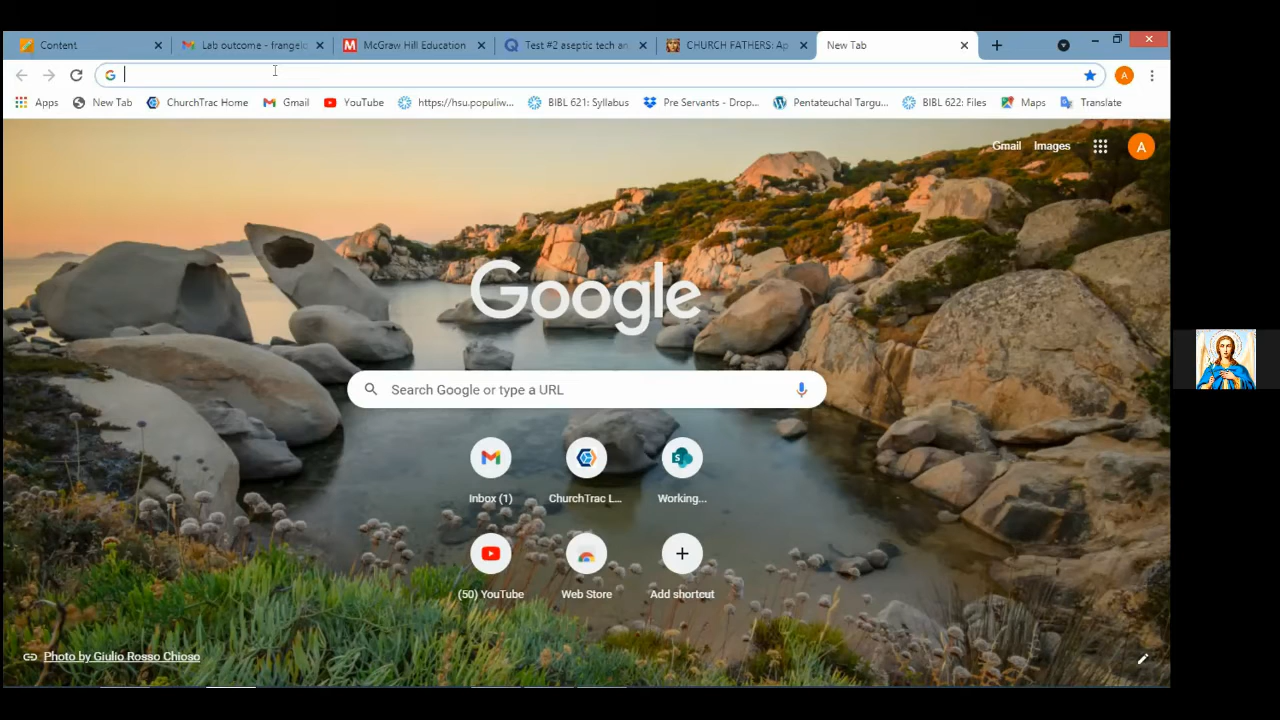 Content
Lab outcome - frangelo
McGraw Hill Education
Test #2 aseptic tech an
CHURCH FATHERS: Ap
New Tab
Apps
New Tab
ChurchTrac Home
Gmail
YouTube
https://hsu.populiw...
BIBL 621: Syllabus
Pre Servants - Drop...
Pentateuchal Targu...
BIBL 622: Files
Maps
Translate
A
Gmail
Images
A
Google
Search Google or type a URL
Inbox (1)
ChurchTrac L...
Working...
(50) YouTube
Web Store
Add shortcut
Photo by Giulio Rosso Chioso